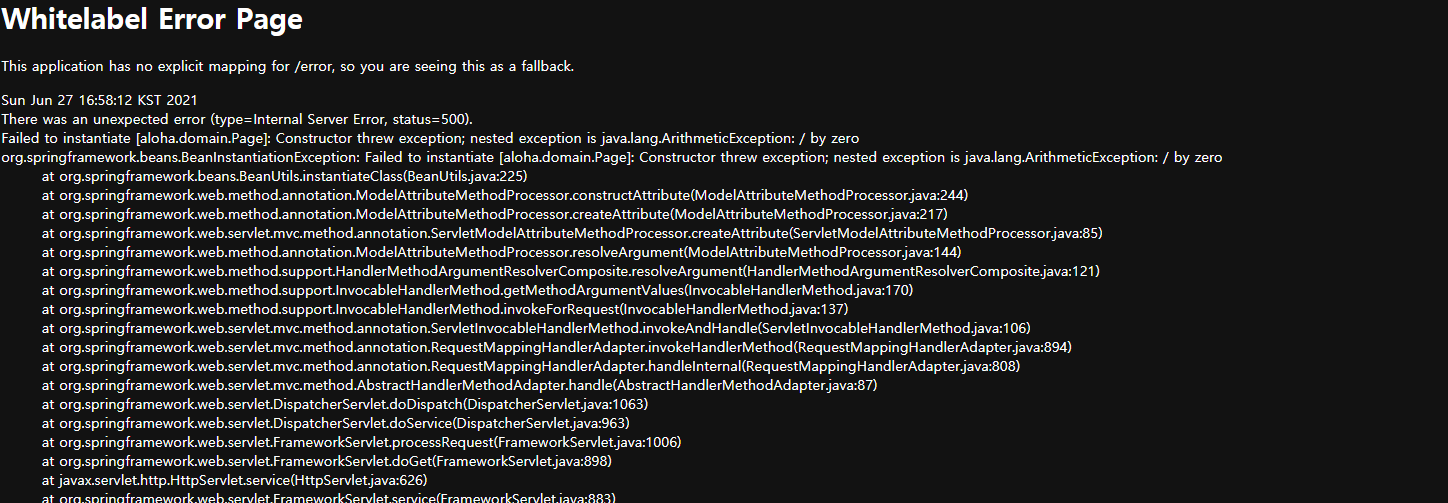 Whitelabel Error Page
This application has no explicit mapping for /error, so you are seeing this as a fallback.
Sun Jun 27 16:58:12 KST 2021
There was an unexpected error (type=Internal Server Error, status=500).
Failed to instantiate [aloha.domain.Page]: Constructor threw exception; nested exception is java.lang.ArithmeticException: / by zero
org.springframework.beans.BeanInstantiationException: Failed to instantiate [aloha.domain.Page]: Constructor threw exception; nested exception is java.lang.ArithmeticException: / by zero
at org.springframework.beans.BeanUtils.instantiateClass(BeanUtils.java:225)
at org.springframework.web.method.annotation.ModelAttributeMethodProcessor.constructAttribute(ModelAttributeMethodProcessor.java:244)
at org.springframework.web.method.annotation.ModelAttributeMethodProcessor.createAttribute(ModelAttributeMethodProcessor.java:217)
at org.springframework.web.servlet.mvc.method.annotation.ServletModelAttributeMethodProcessor.createAttribute(ServletModelAttributeMethodProcessor.java:85)
at org.springframework.web.method.annotation.ModelAttributeMethodProcessor.resolveArgument(ModelAttributeMethodProcessor.java:144)
at org.springframework.web.method.support.HandlerMethodArgumentResolverComposite.resolveArgument(HandlerMethodArgumentResolverComposite.java:121)
at org.springframework.web.method.support.InvocableHandlerMethod.getMethodArgumentValues(InvocableHandlerMethod.java:170)
at org.springframework.web.method.support.InvocableHandlerMethod.invokeForRequest(InvocableHandlerMethod.java:137)
at org.springframework.web.servlet.mvc.method.annotation.ServletInvocableHandlerMethod.invokeAndHandle(ServletInvocableHandlerMethod.java:106)
at org.springframework.web.servlet.mvc.method.annotation.RequestMappingHandlerAdapter.invokeHandlerMethod(RequestMappingHandlerAdapter.java:894)
at org.springframework.web.servlet.mvc.method.annotation.RequestMappingHandlerAdapter.handleInternal(RequestMappingHandlerAdapter.java:808)
at org.springframework.web.servlet.mvc.method.AbstractHandlerMethodAdapter.handle(AbstractHandlerMethodAdapter.java:87)
at org.springframework.web.servlet.DispatcherServlet.doDispatch(DispatcherServlet.java:1063)
at org.springframework.web.servlet.DispatcherServlet.doService(DispatcherServlet.java:963)
at org.springframework.web.servlet.FrameworkServlet.processRequest(FrameworkServlet.java:1006)
at org.springframework.web.servlet.FrameworkServlet.doGet(FrameworkServlet.java:898)
at javax.servlet.http.HttpServlet.service(HttpServlet.java:626)
at org.springframework.web.servlet.FrameworkServlet.service(FrameworkServlet.java:883)